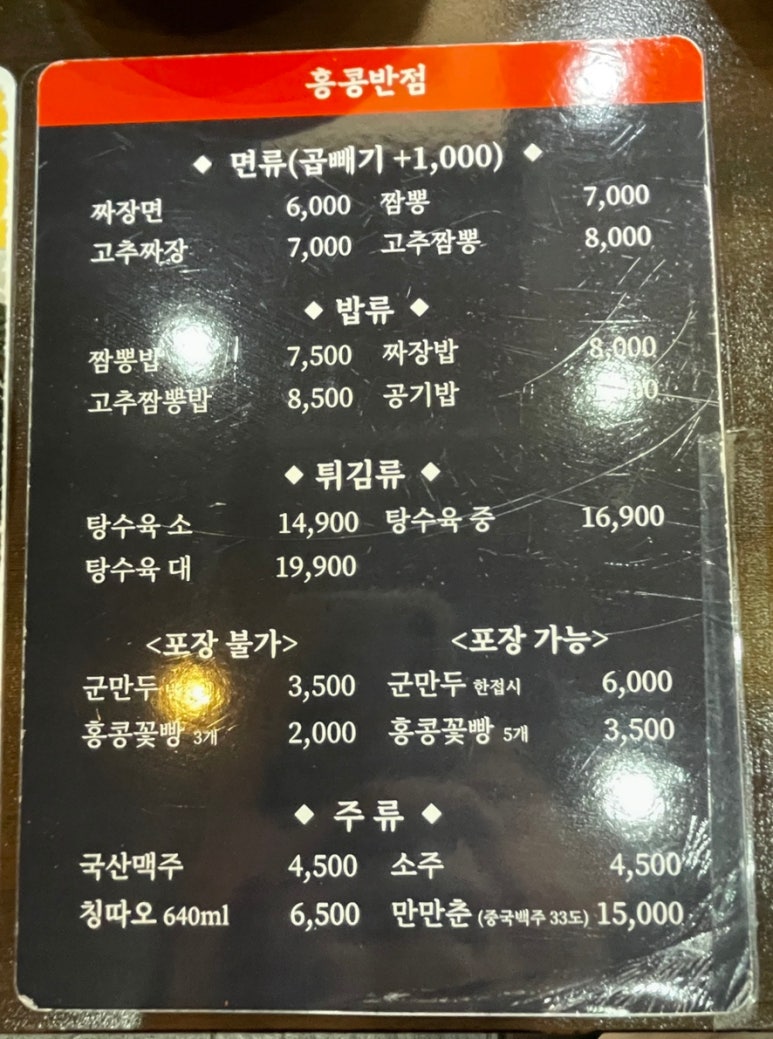 홍콩반점
◆ 면류(곱빼기 +1,000) ◆
짜장면 6,000 짬뽕 7,000
고추짜장 7,000 고추짬뽕 8,000
◆ 밥류 ◆
짬뽕밥 7,500 짜장밥 8,000
고추짬뽕밥 8,500 공기밥
◆ 튀김류 ◆
탕수육 소 14,900 탕수육 중 16,900
탕수육 대 19,900
<포장 불가> <포장 가능>
군만두 3,500 군만두 한접시 6,000
홍콩꽃빵 3개 2,000 홍콩꽃빵 5개 3,500
◆ 주 류 ◆
국산맥주 4,500 소주 4,500
칭따오 640ml 6,500 만만춘 (중국백주 33도) 15,000